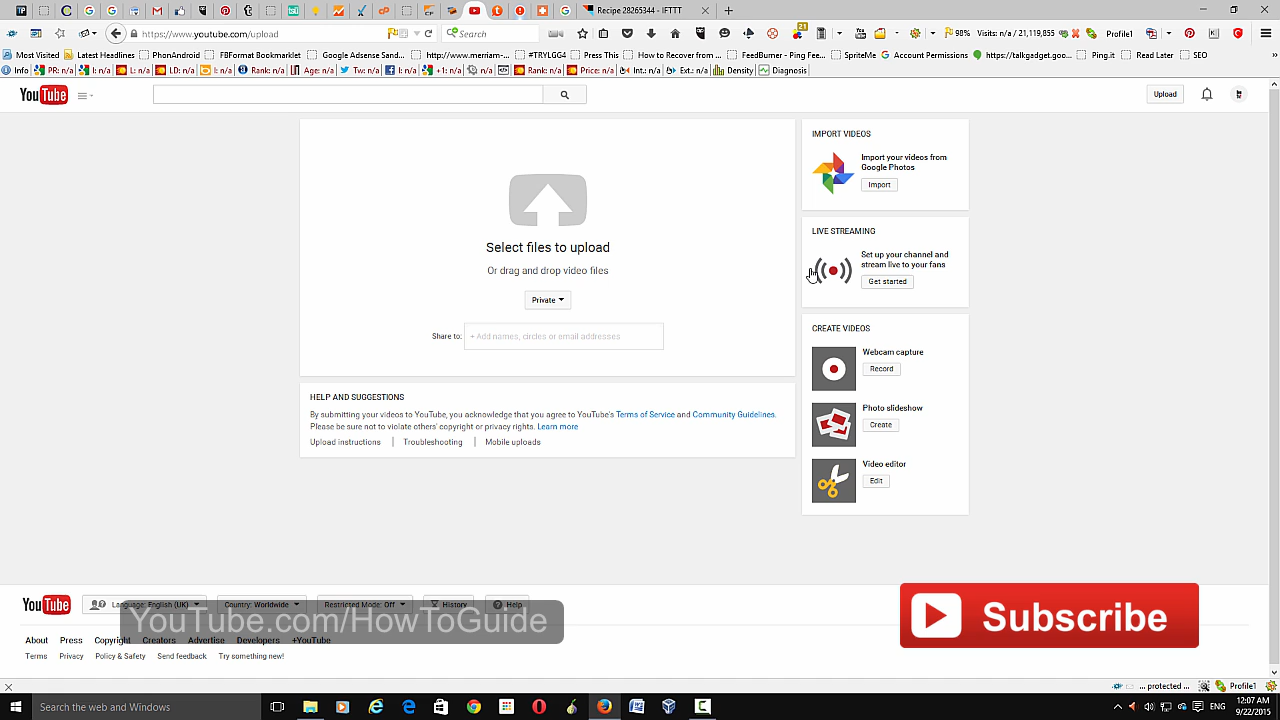 Recipe 28265344 - IFTTT
https://www.youtube.com/upload
Search
21
98% Visits: n/a / 21,119,855
Profile1
Most Visited Latest Headlines PenAndroid FBFormat Bookmarklet Google Adsense http://www.merriam-... #TRYLGG4 Press This How to Recover from ... FeedBurner - Ping F... SpriteMe Account Permissions https://talkgadget.goo... Ping.it Read Later SEO
Info PR: n/a I: n/a L: n/a LD: n/a I: n/a Rank: n/a Age: n/a Tw: n/a l: n/a +1: n/a n/a Rank: n/a Price: n/a Int.: n/a Ext.: n/a Density Diagnosis
YouTube
Upload
Select files to upload
Or drag and drop video files
Private
Share to: + Add names, circles or email addresses
HELP AND SUGGESTIONS
By submitting your videos to YouTube, you acknowledge that you agree to YouTube's Terms of Service and Community Guidelines.
Please be sure not to violate others' copyright or privacy rights. Learn more
Upload instructions | Troubleshooting | Mobile uploads
IMPORT VIDEOS
Import your videos from
Google Photos
Import
LIVE STREAMING
Set up your channel and
stream live to your fans
Get started
CREATE VIDEOS
Webcam capture
Record
Photo slideshow
Create
Video editor
Edit
YouTube Language: English (UK) Country: Worldwide Restricted Mode: Off History Help
YouTube.com/HowToGuide
Subscribe
About Press Copyright Creators Advertise Developers +YouTube
Terms Privacy Policy & Safety Send feedback Try something new!
... protected ... Profile1
Search the web and Windows
ENG
12:07 AM
9/22/2015